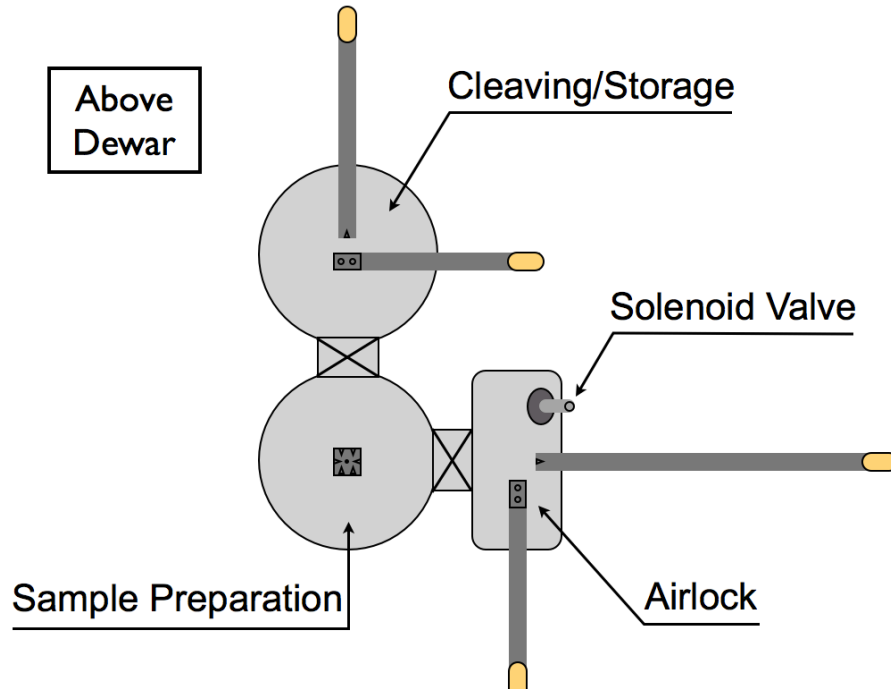 Above
Dewar
Cleaving/Storage
Solenoid Valve
Sample Preparation
Airlock